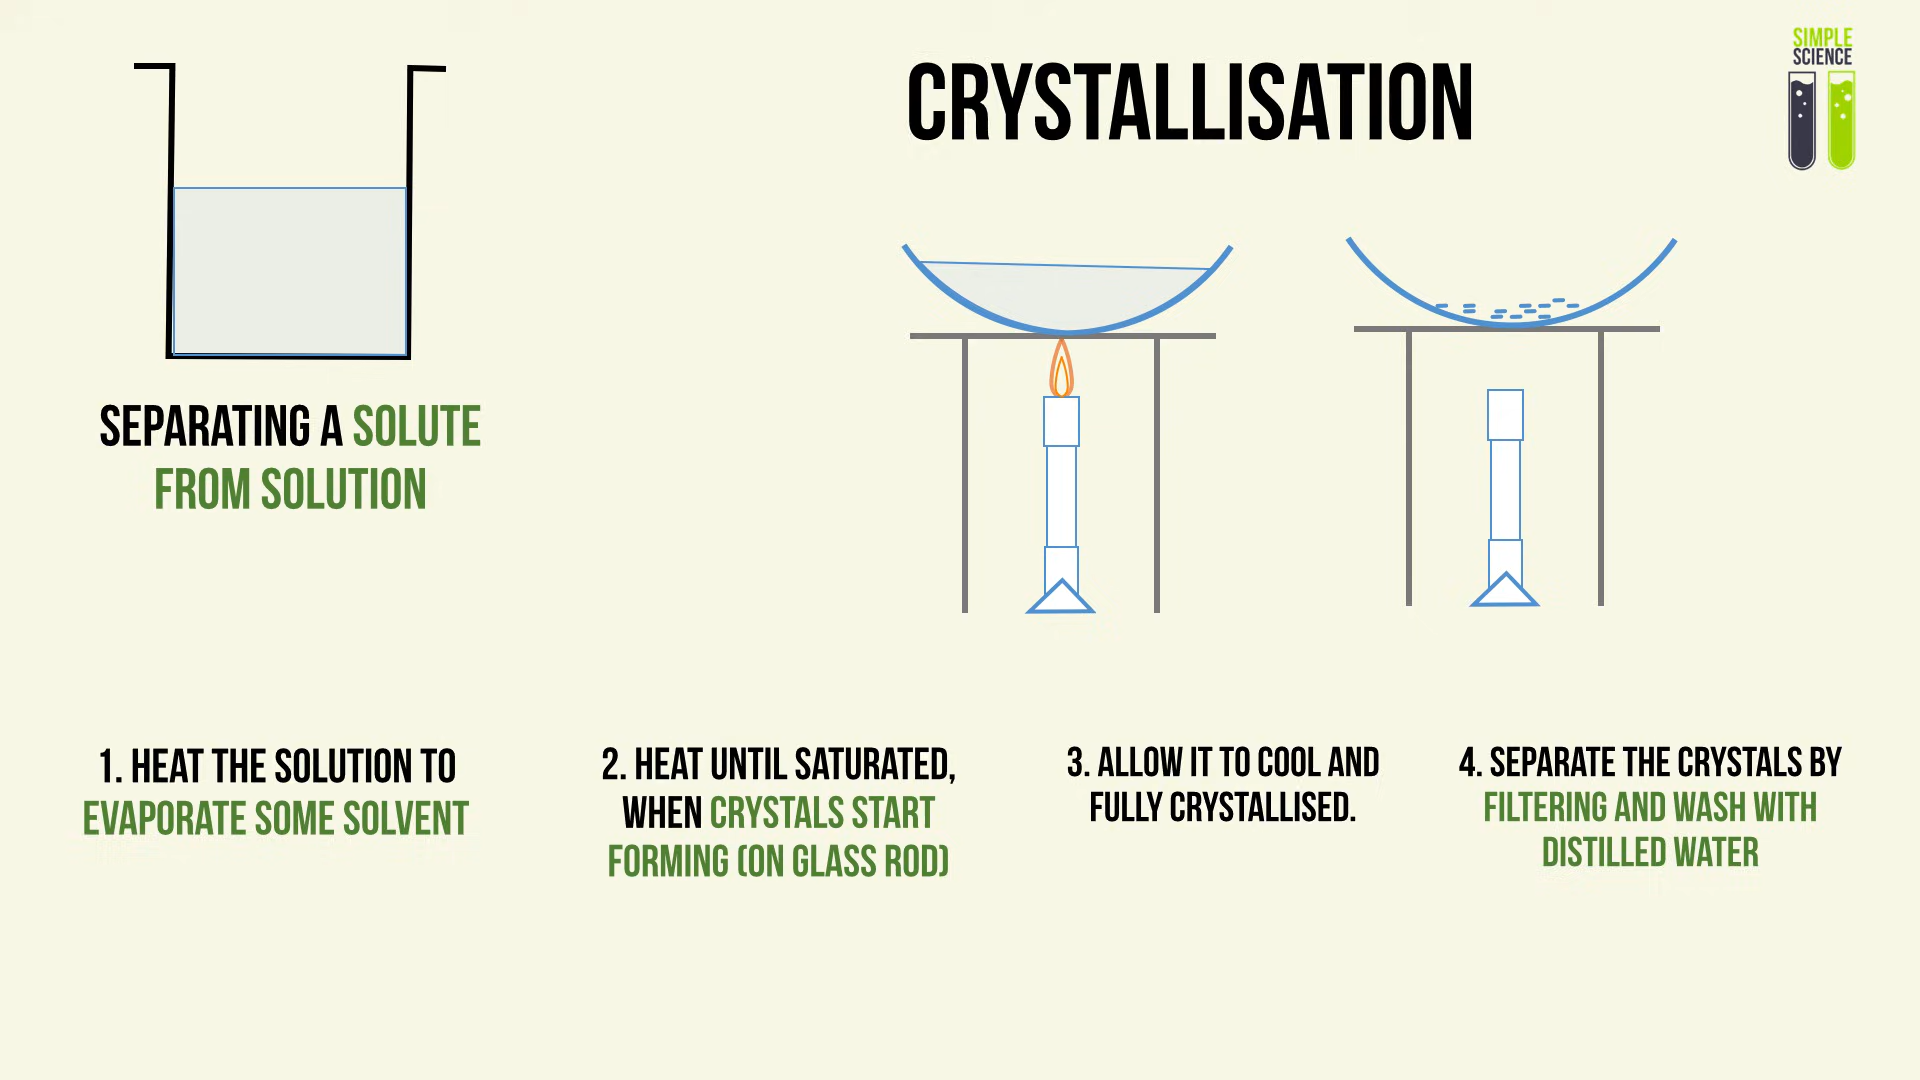 SIMPLE
SCIENCE
CRYSTALLISATION
SEPARATING A SOLUTE
FROM SOLUTION
1. HEAT THE SOLUTION TO
EVAPORATE SOME SOLVENT
2. HEAT UNTIL SATURATED,
WHEN CRYSTALS START
FORMING (ON GLASS ROD)
3. ALLOW IT TO COOL AND
FULLY CRYSTALLISED.
4. SEPARATE THE CRYSTALS BY
FILTERING AND WASH WITH
DISTILLED WATER